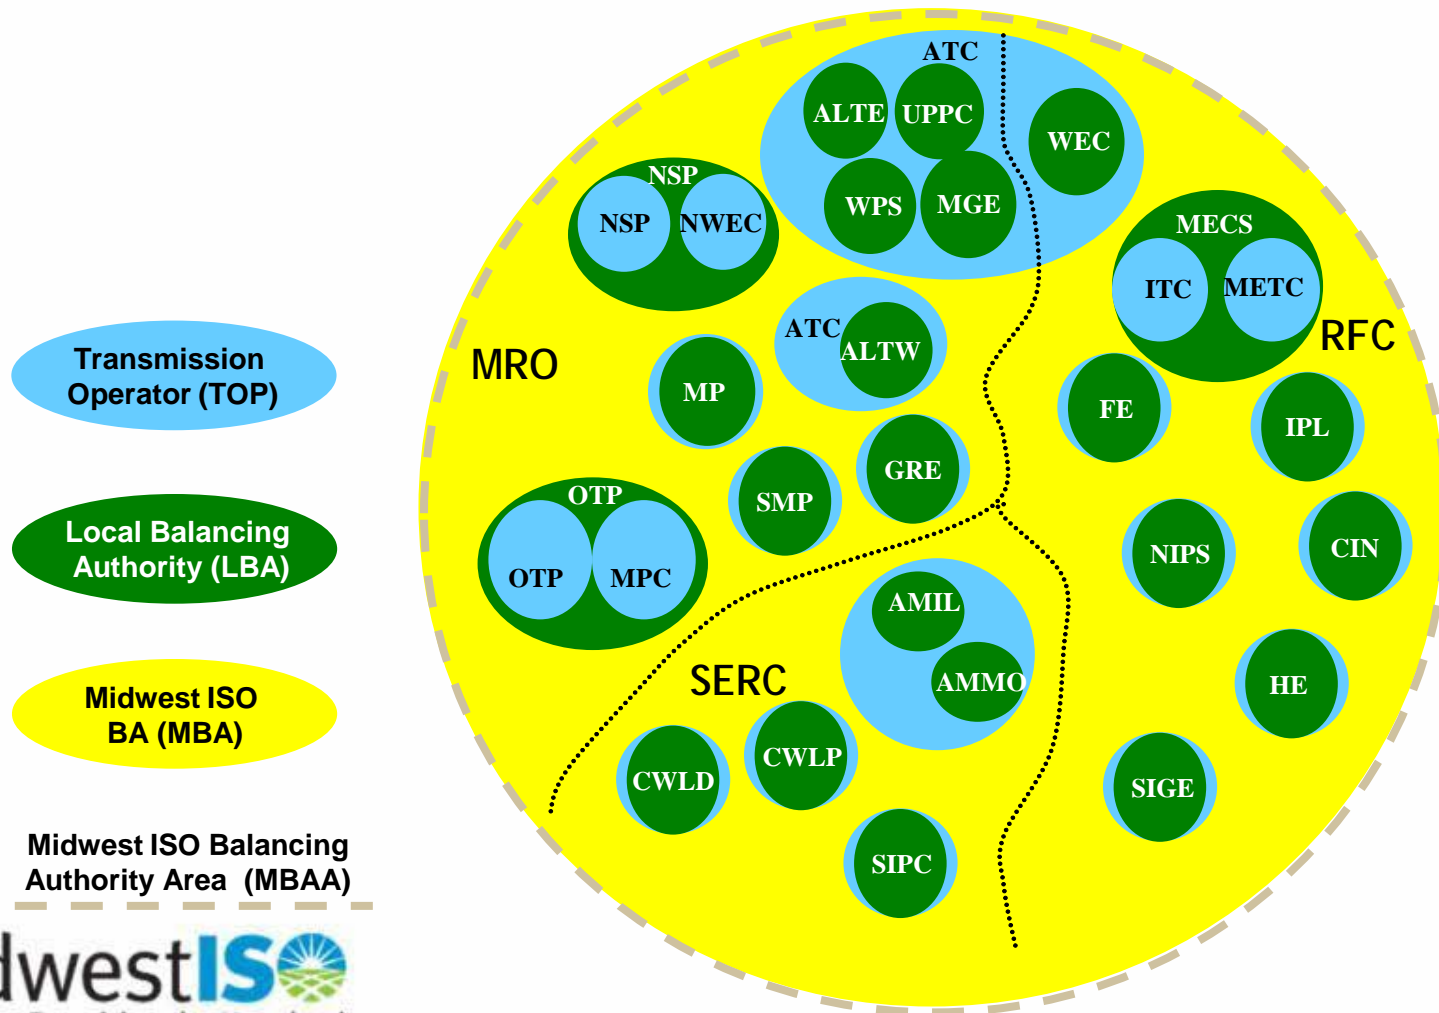 ATC
ALTE
UPPC
WEC
WPS
MGE
NSP
NSP
NWEC
MECS
ITC
METC
RFC
MRO
ATC
ALTW
MP
FE
IPL
GRE
SMP
OTP
OTP
MPC
NIPS
CIN
AMIL
AMMO
SERC
HE
CWLP
CWLD
SIGE
SIPC
Transmission
Operator (TOP)
Local Balancing
Authority (LBA)
Midwest ISO
BA (MBA)
Midwest ISO Balancing
Authority Area (MBAA)
dwestISO